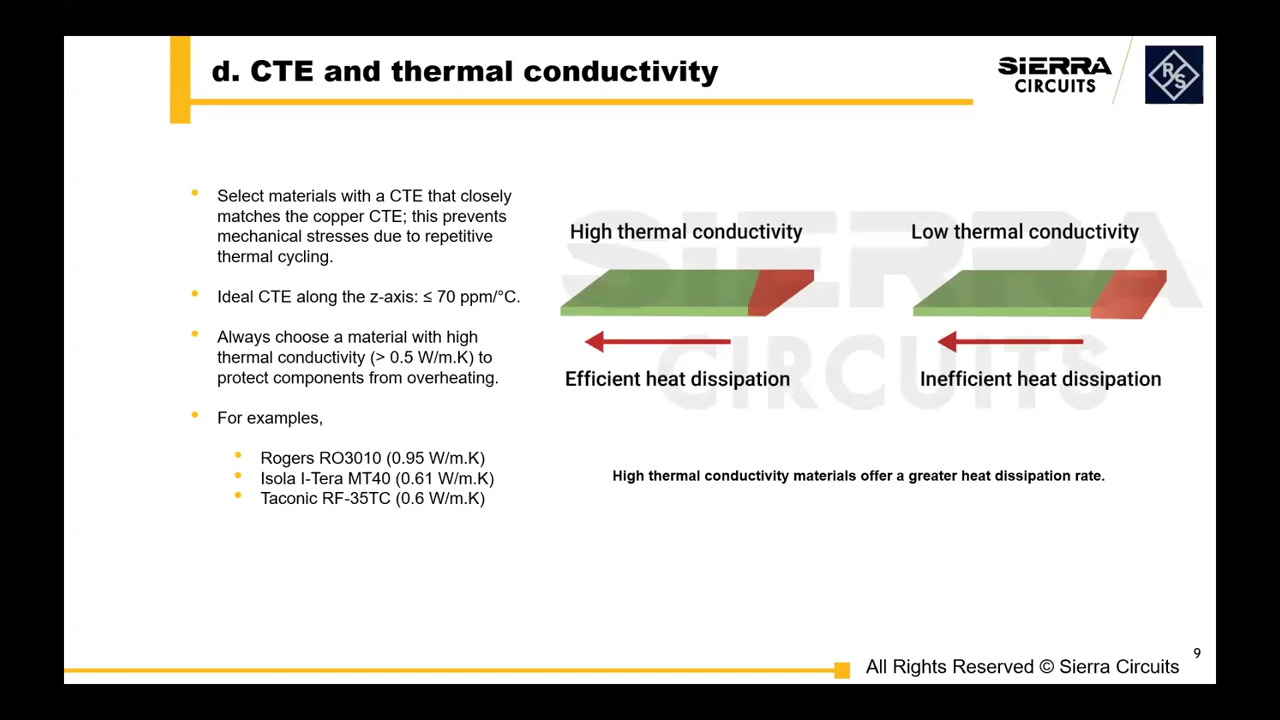 d. CTE and thermal conductivity
SIERRA
CIRCUITS
R S
Select materials with a CTE that closely
matches the copper CTE; this prevents
mechanical stresses due to repetitive
thermal cycling.
Ideal CTE along the z-axis: ≤ 70 ppm/°C.
Always choose a material with high
thermal conductivity (> 0.5 W/m.K) to
protect components from overheating.
For examples,
Rogers RO3010 (0.95 W/m.K)
Isola I-Tera MT40 (0.61 W/m.K)
Taconic RF-35TC (0.6 W/m.K)
SIERRA
CIRCUITS
High thermal conductivity
Low thermal conductivity
Efficient heat dissipation
Inefficient heat dissipation
High thermal conductivity materials offer a greater heat dissipation rate.
9
All Rights Reserved © Sierra Circuits